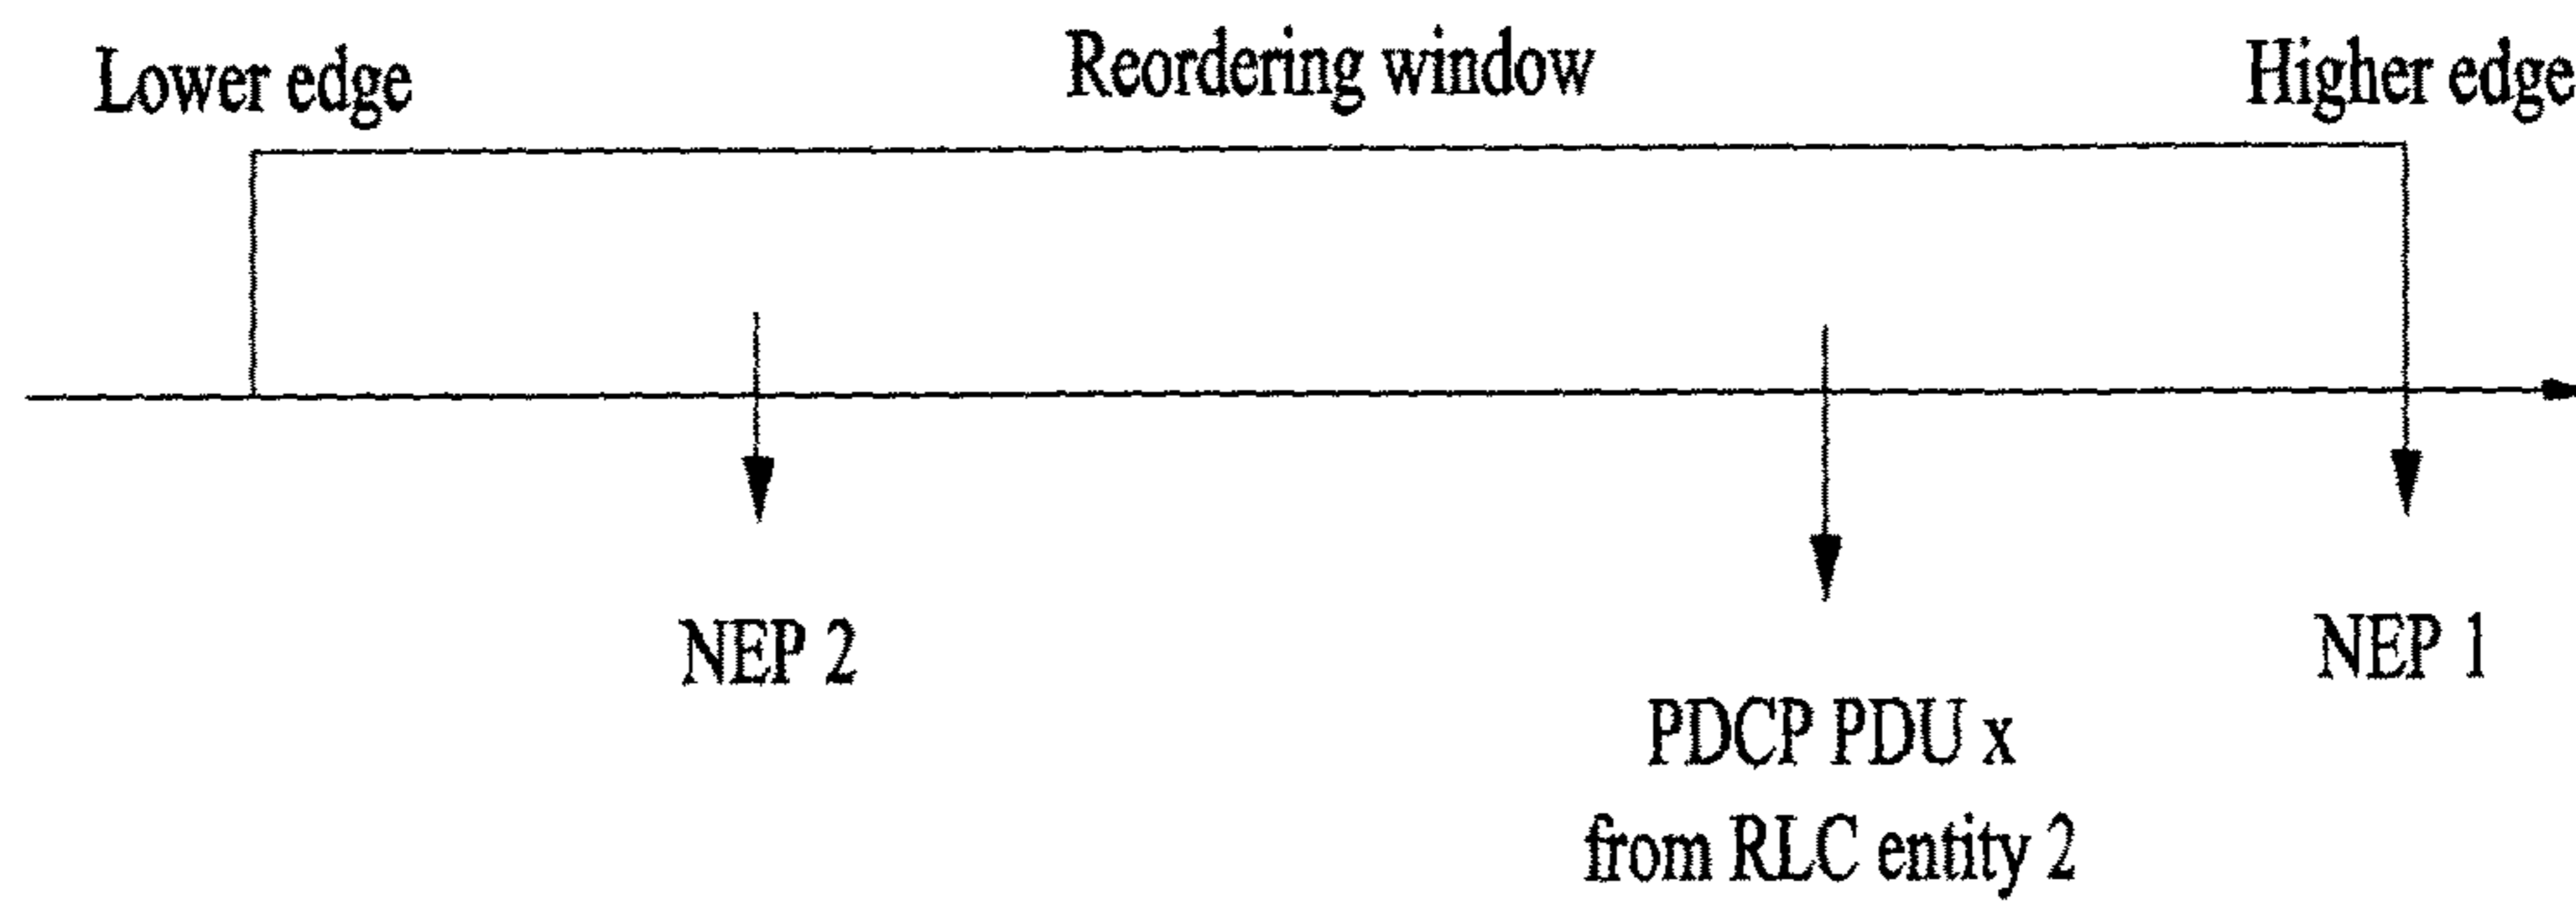 Lower edge
Reordering window
Higher edge
NEP 2
NEP 1
PDCP PDU x
from RLC entity 2